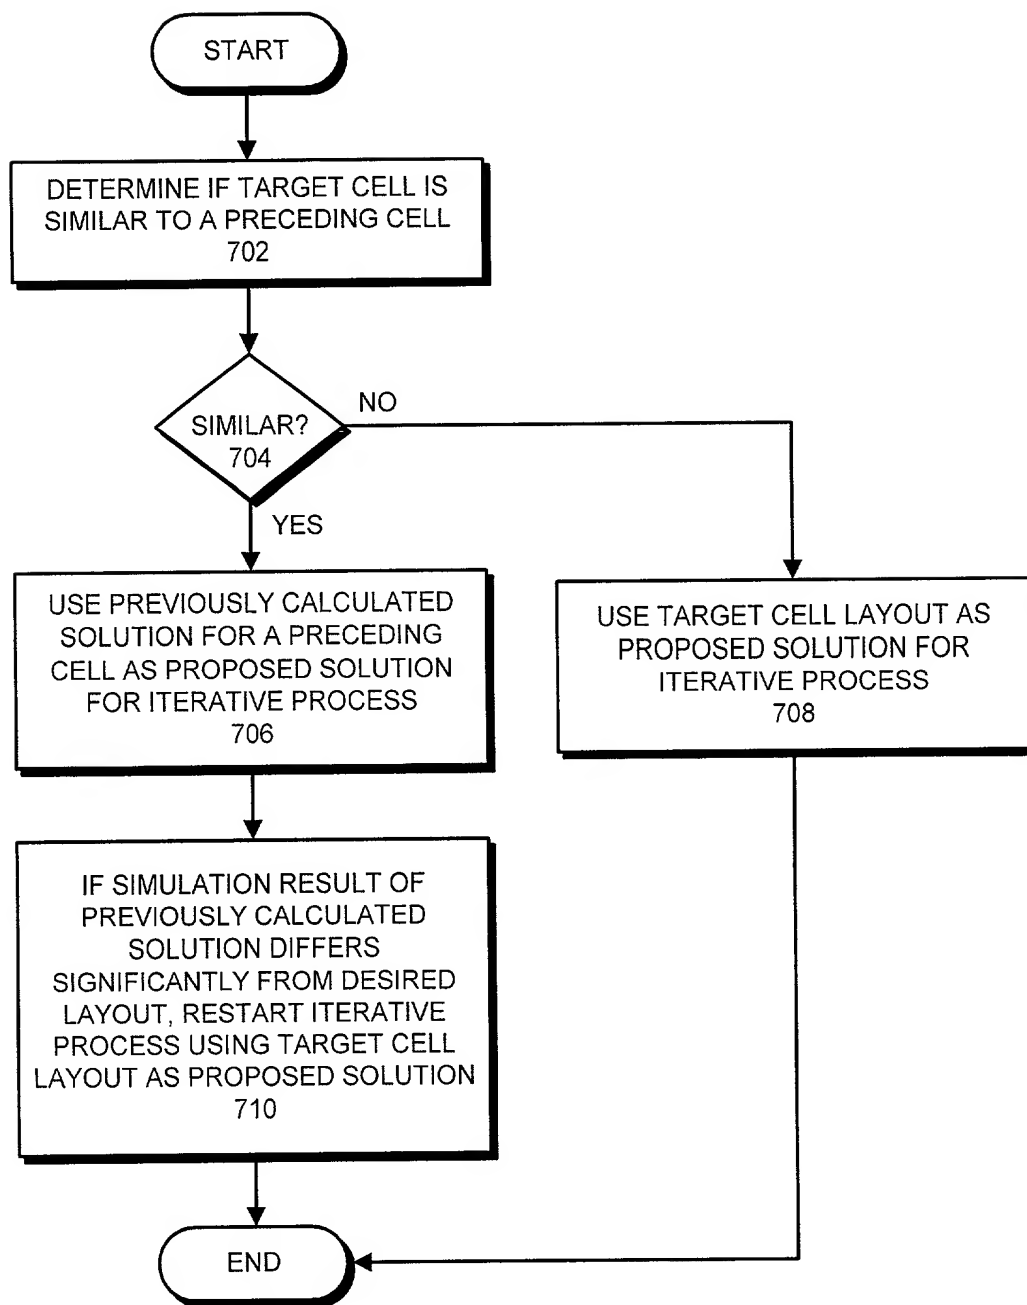 START
DETERMINE IF TARGET CELL IS
SIMILAR TO A PRECEDING CELL
702
SIMILAR?
704
NO
YES
USE PREVIOUSLY CALCULATED
SOLUTION FOR A PRECEDING
CELL AS PROPOSED SOLUTION
FOR ITERATIVE PROCESS
706
USE TARGET CELL LAYOUT AS
PROPOSED SOLUTION FOR
ITERATIVE PROCESS
708
IF SIMULATION RESULT OF
PREVIOUSLY CALCULATED
SOLUTION DIFFERS
SIGNIFICANTLY FROM DESIRED
LAYOUT, RESTART ITERATIVE
PROCESS USING TARGET CELL
LAYOUT AS PROPOSED SOLUTION
710
END